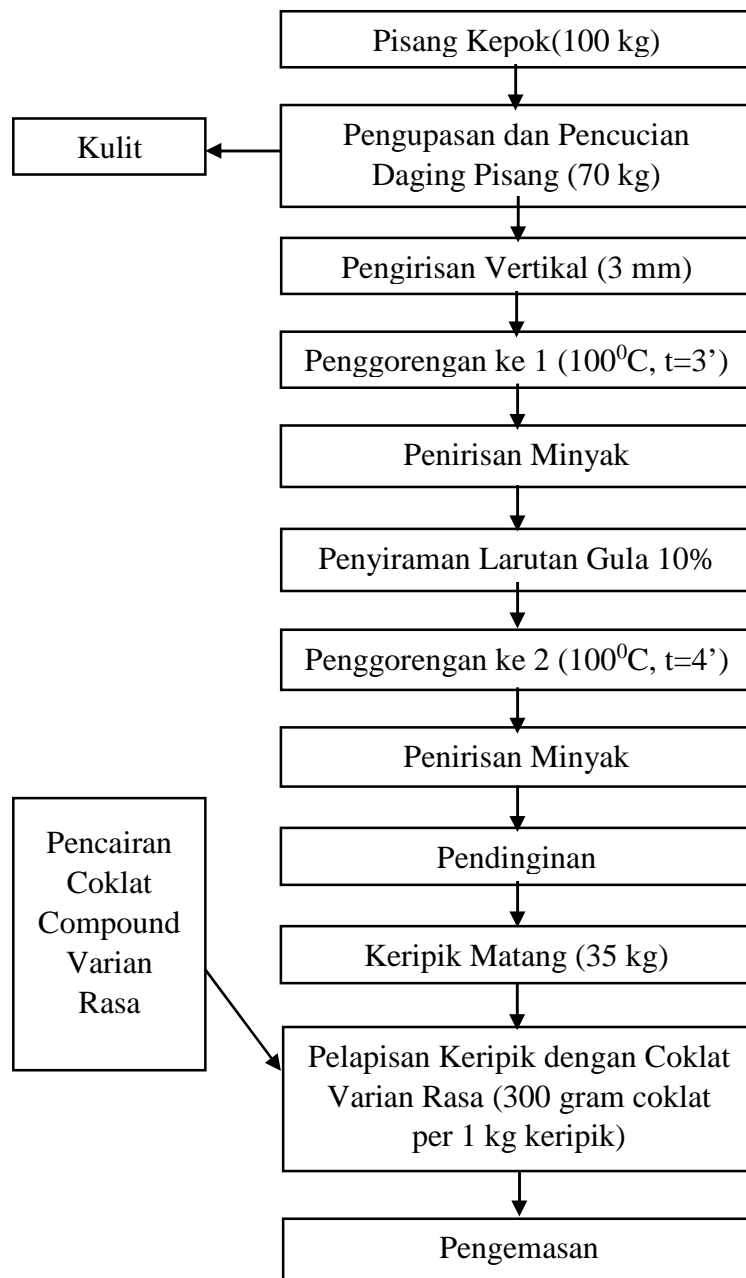 Pisang Kepok(100 kg)
Kulit
Pengupasan dan Pencucian
Daging Pisang (70 kg)
Pengirisan Vertikal (3 mm)
Penggorengan ke 1 (100⁰C, t=3’)
Penirisan Minyak
Penyiraman Larutan Gula 10%
Penggorengan ke 2 (100⁰C, t=4’)
Penirisan Minyak
Pendinginan
Keripik Matang (35 kg)
Pencairan
Coklat
Compound
Varian
Rasa
Pelapisan Keripik dengan Coklat
Varian Rasa (300 gram coklat
per 1 kg keripik)
Pengemasan